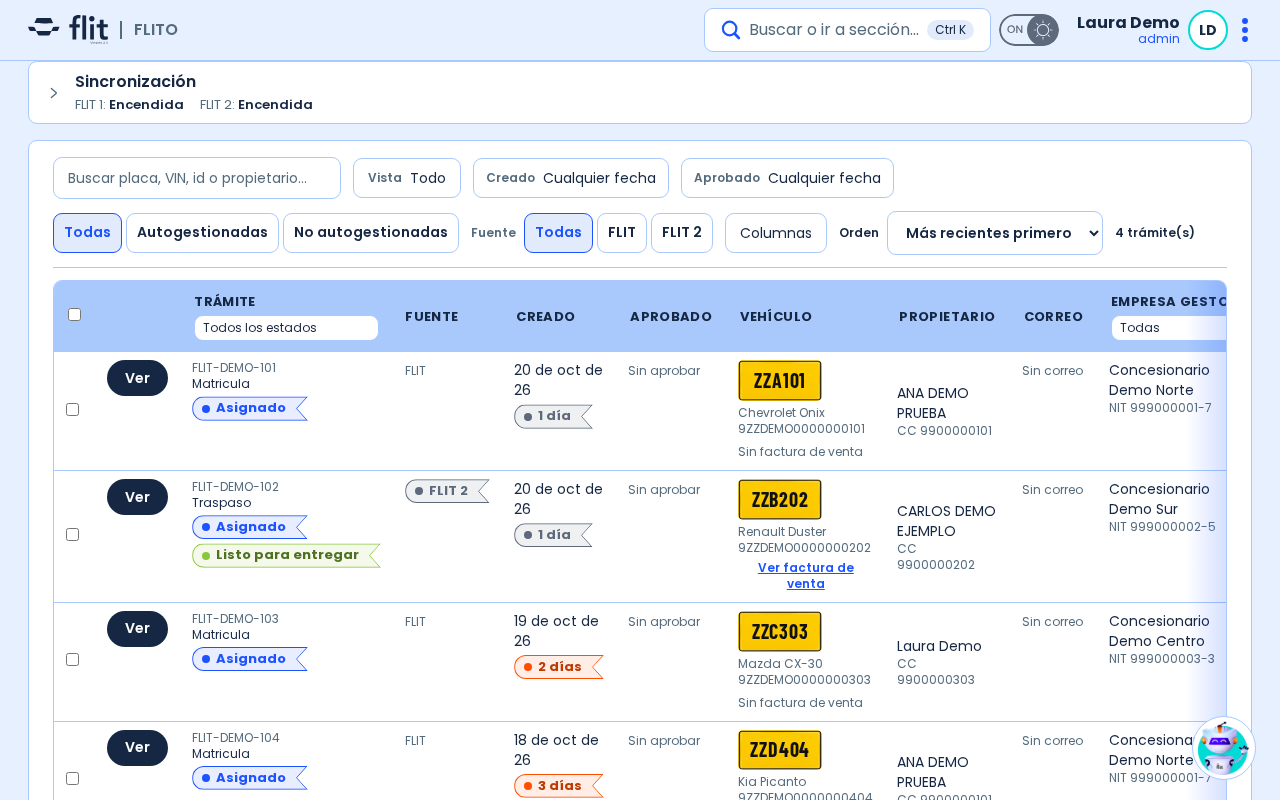 flit | FLITO
Buscar o ir a sección... Ctrl K
ON
Laura Demo
admin
LD
Sincronización
FLIT 1: Encendida FLIT 2: Encendida
Buscar placa, VIN, id o propietario...
Vista Todo
Creado Cualquier fecha
Aprobado Cualquier fecha
Todas Autogestionadas No autogestionadas Fuente Todas FLIT FLIT 2 Columnas Orden Más recientes primero 4 trámite(s)
TRÁMITE
Todos los estados
FUENTE CREADO APROBADO VEHÍCULO PROPIETARIO CORREO
EMPRESA GESTO
Todas
Ver
FLIT-DEMO-101
Matricula
Asignado
FLIT
20 de oct de
26
1 día
Sin aprobar
ZZA101
Chevrolet Onix
9ZZDEMO0000000101
Sin factura de venta
ANA DEMO
PRUEBA
CC 9900000101
Sin correo
Concesionario
Demo Norte
NIT 999000001-7
Ver
FLIT-DEMO-102
Traspaso
Asignado
Listo para entregar
FLIT 2
20 de oct de
26
1 día
Sin aprobar
ZZB202
Renault Duster
9ZZDEMO0000000202
Ver factura de
venta
CARLOS DEMO
EJEMPLO
CC
9900000202
Sin correo
Concesionario
Demo Sur
NIT 999000002-5
Ver
FLIT-DEMO-103
Matricula
Asignado
FLIT
19 de oct de
26
2 días
Sin aprobar
ZZC303
Mazda CX-30
9ZZDEMO0000000303
Sin factura de venta
Laura Demo
CC
9900000303
Sin correo
Concesionario
Demo Centro
NIT 999000003-3
Ver
FLIT-DEMO-104
Matricula
Asignado
FLIT
18 de oct de
26
3 días
Sin aprobar
ZZD404
Kia Picanto
9ZZDEMO0000000404
ANA DEMO
PRUEBA
CC 9900000101
Sin correo
Concesiona
Demo Norte
NIT 999000001-7